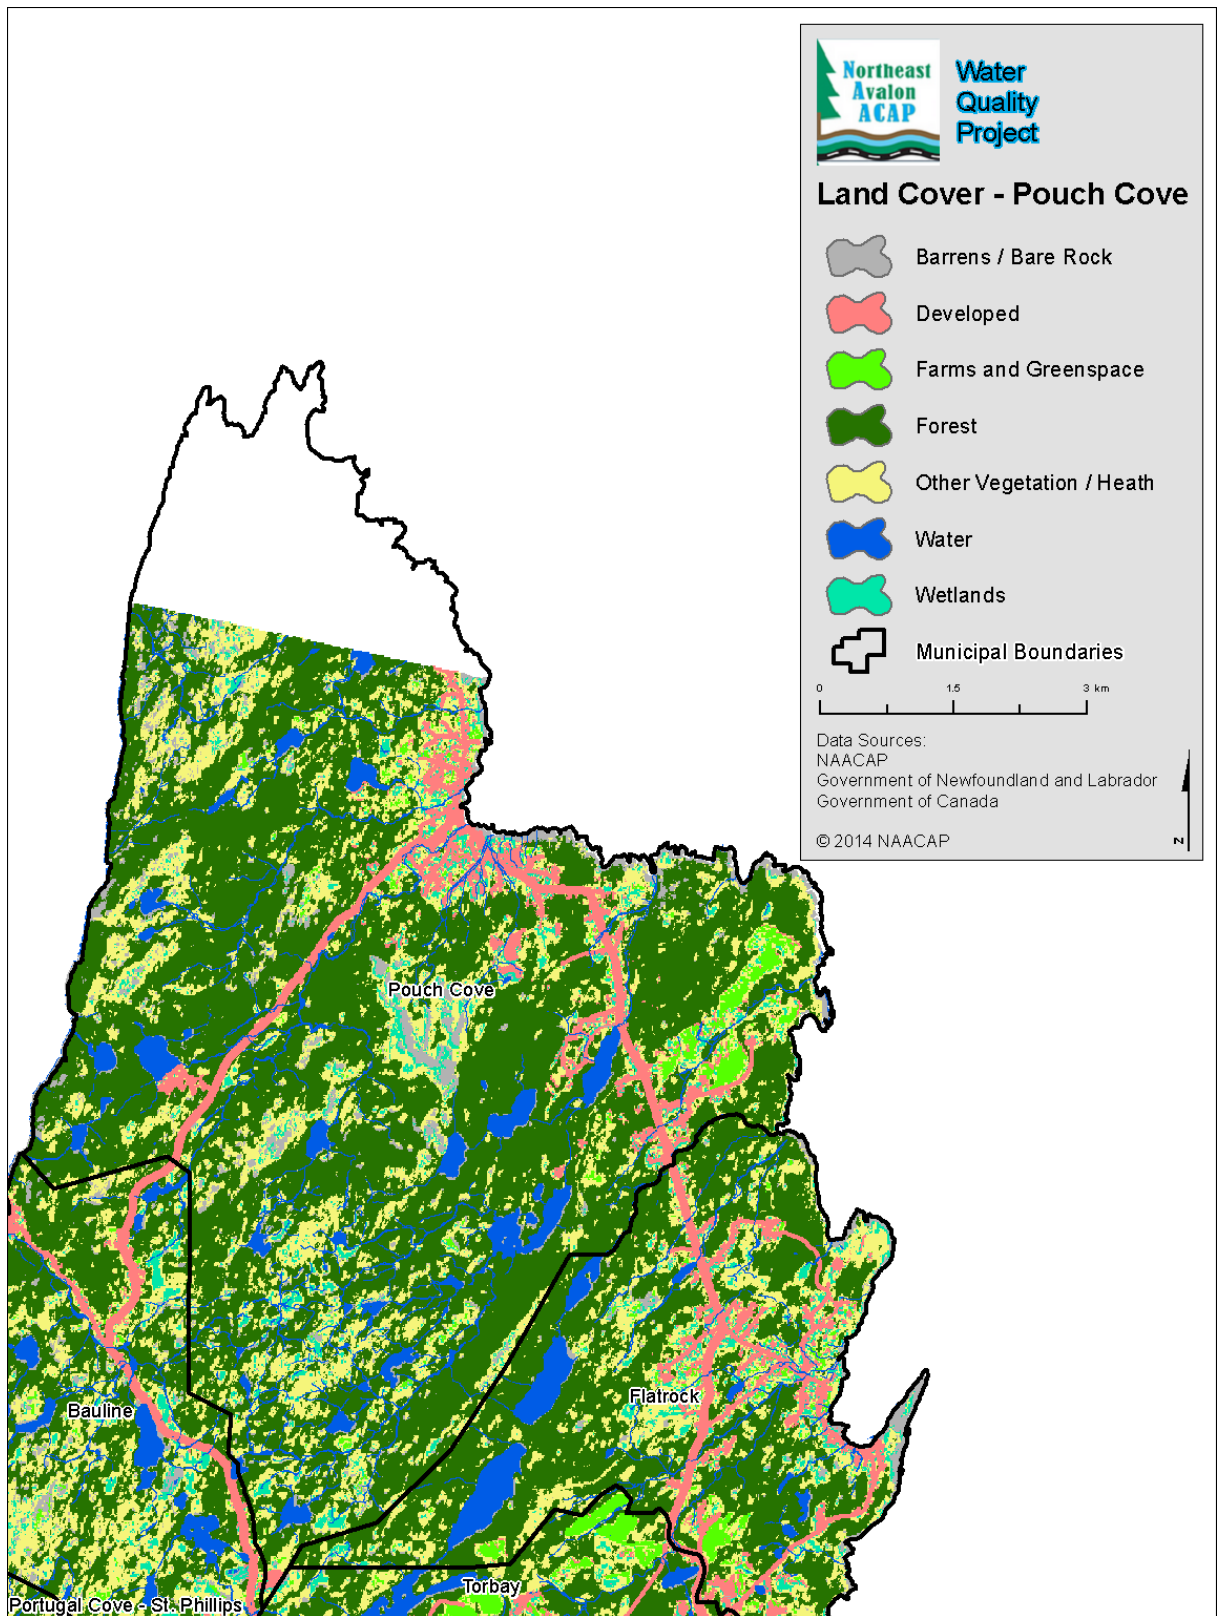 Northeast
Avalon
ACAP
Water
Quality
Project
Land Cover - Pouch Cove
Barrens / Bare Rock
Developed
Farms and Greenspace
Forest
Other Vegetation / Heath
Water
Wetlands
Municipal Boundaries
0 1.5 3 km
Data Sources:
NAACAP
Government of Newfoundland and Labrador
Government of Canada
© 2014 NAACAP
N
Pouch Cove
Flatrock
Bauline
Torbay
Portugal Cove - St. Phillips